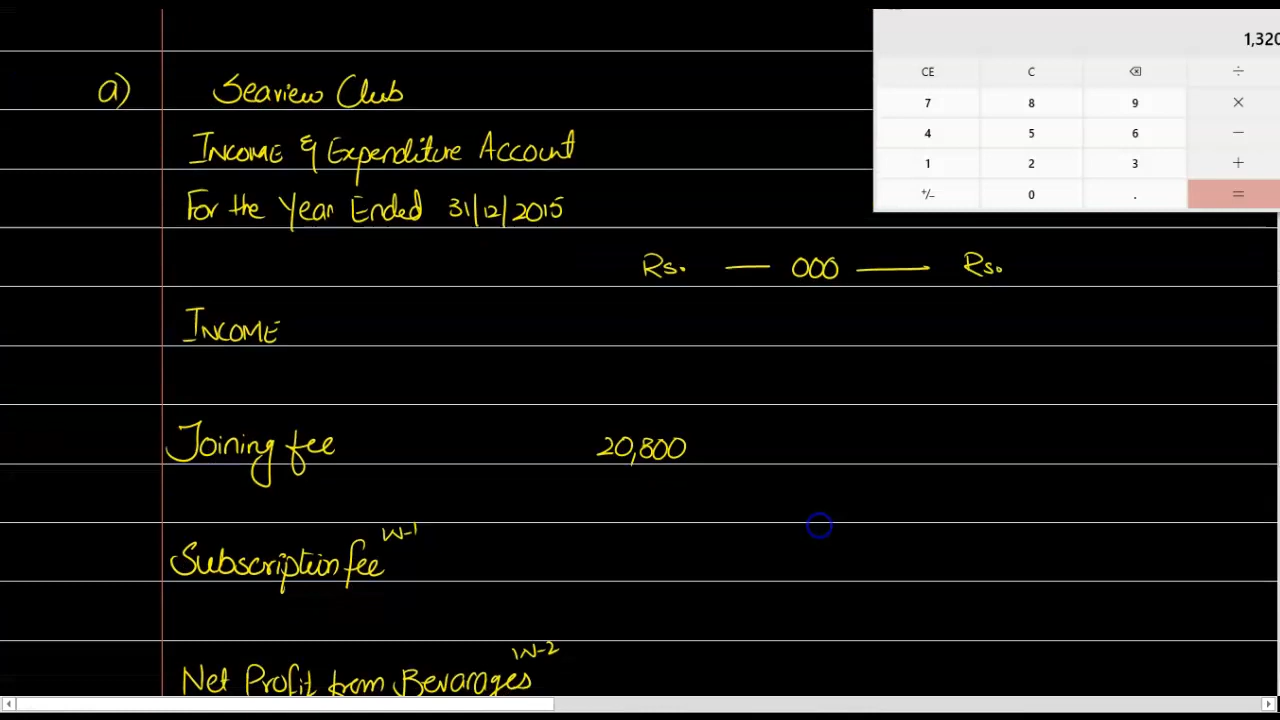 1,320
CE C ⌫ ÷
7 8 9 ×
4 5 6 −
1 2 3 +
+/− 0 . =
a) Seaview Club
INCOME & Expenditure Account
For the Year Ended 31/12/2015
Rs. — 000 — Rs.
INCOME
Joining fee 20,800
Subscription fee W-1
Net Profit from Bevarages W-2